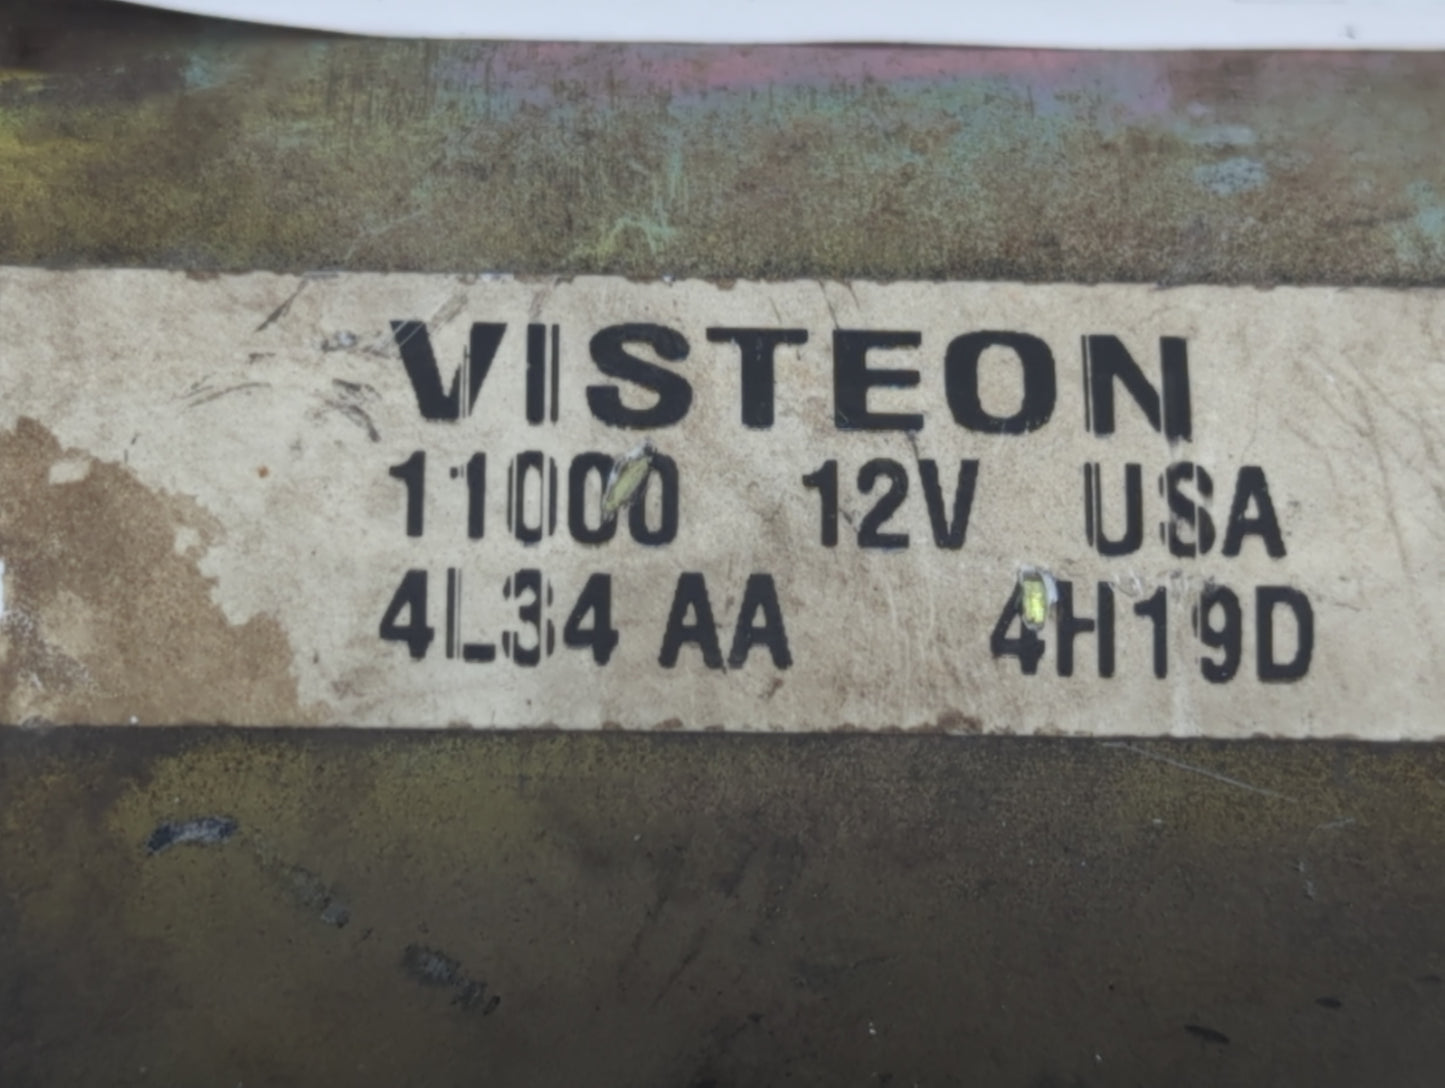 VISTEON
11000 12V USA
4L34 AA 4H19D